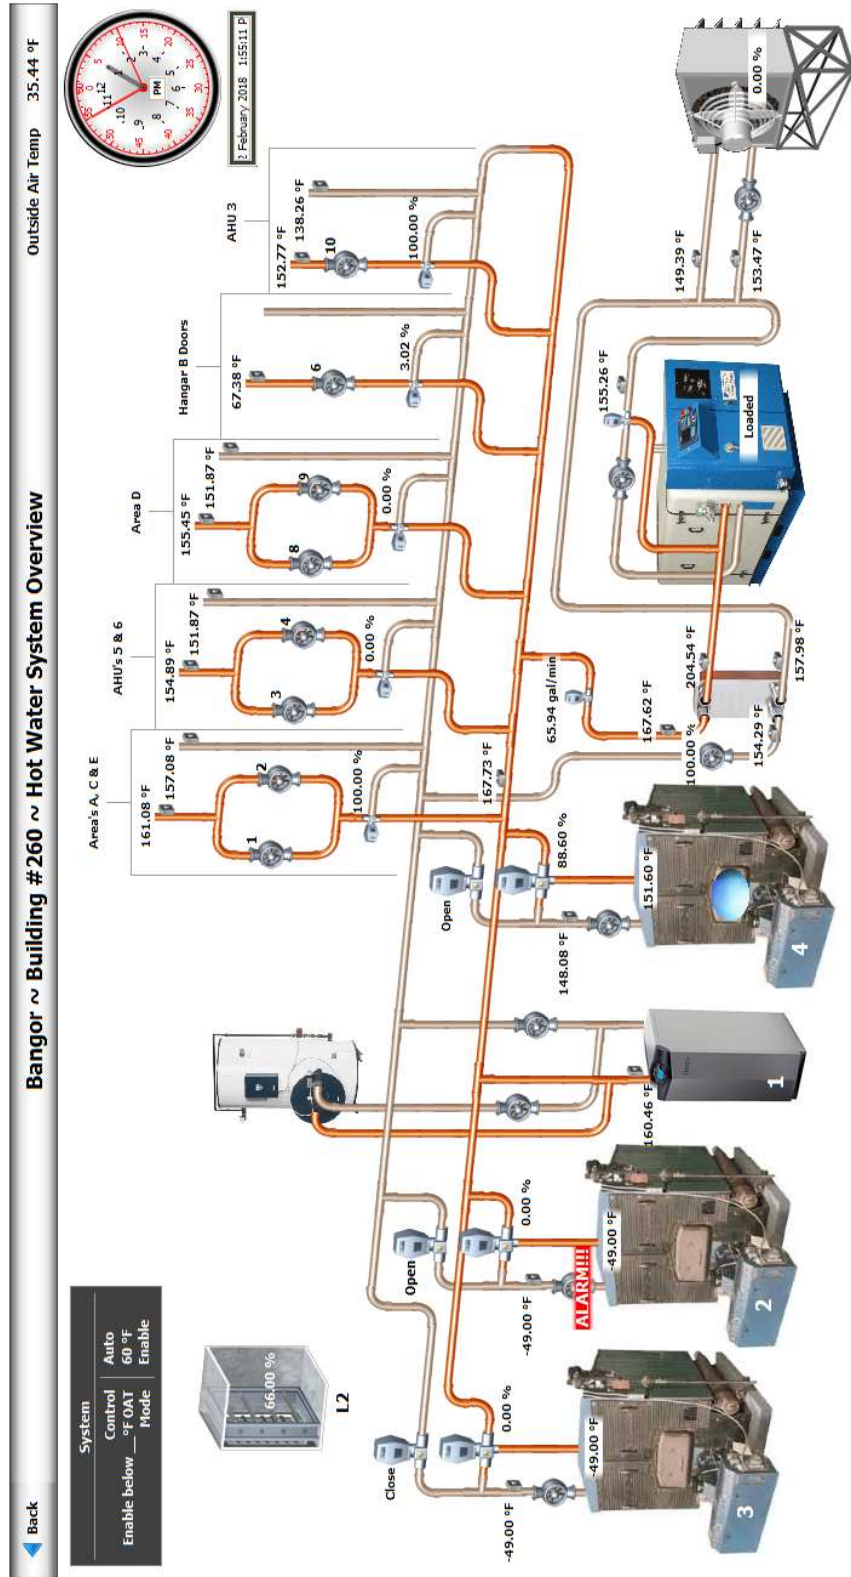 Back
Bangor ~ Building #260 ~ Hot Water System Overview
Outside Air Temp 35.44 °F
System
Control Auto
Enable below __ °F OAT 60 °F
Mode Enable
PM
? February 2018 1:55:11 P
Area's A, C & E
AHU's 5 & 6
Area D
Hangar B Doors
AHU 3
161.08 °F
157.08 °F
154.89 °F
151.87 °F
155.45 °F
151.87 °F
67.38 °F
152.77 °F
138.26 °F
1
2
3
4
8
9
6
10
100.00 %
0.00 %
0.00 %
3.02 %
100.00 %
66.00 %
L2
Close
Open
Open
0.00 %
0.00 %
88.60 %
167.73 °F
65.94 gal/min
167.62 °F
-49.00 °F
-49.00 °F
ALARM!!!
148.08 °F
-49.00 °F
-49.00 °F
160.46 °F
151.60 °F
100.00 %
154.29 °F
204.54 °F
157.98 °F
155.26 °F
149.39 °F
153.47 °F
0.00 %
Loaded
3
2
1
4